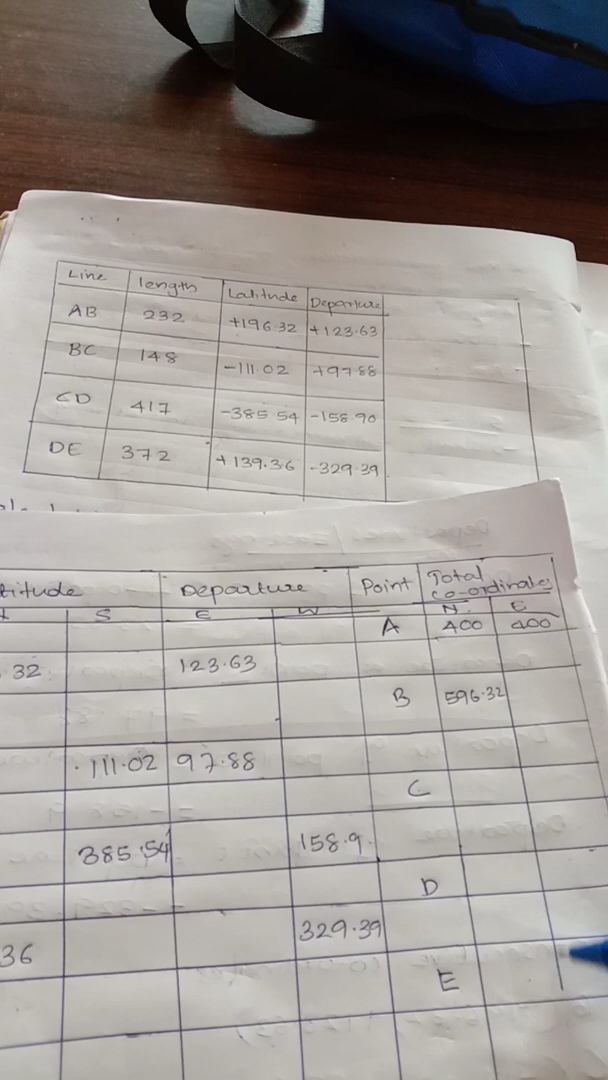 Line length Latitude Departure
AB 232 +196.32 +123.63
BC 148 -111.02 +97.88
CD 417 -385.54 -158.90
DE 372 +139.36 -329.39
titude Departure Point Total co-ordinates
S E W N. E
A 400 400
.32 123.63
B 596.32
.111.02 97.88
C
385.54 158.9.
D
36 329.39
E